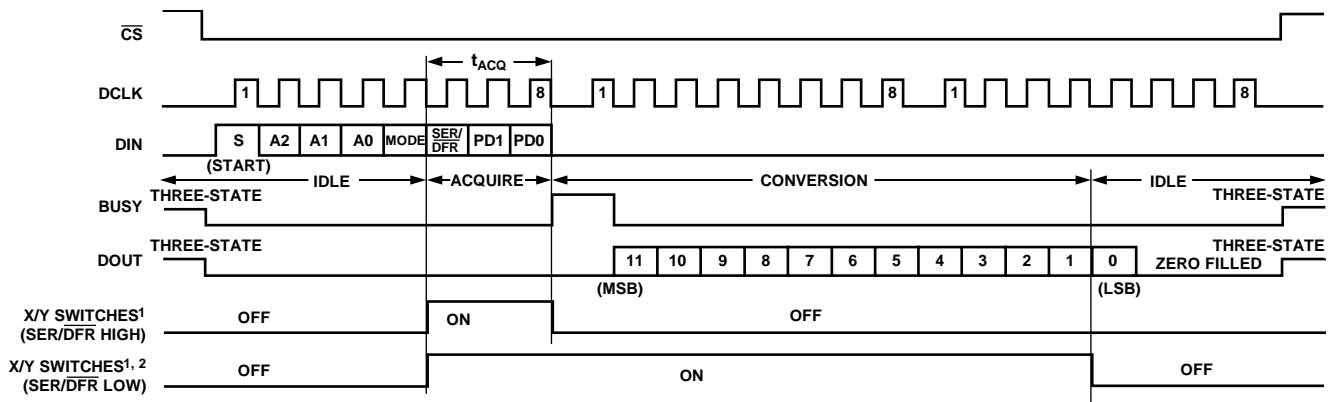 CS
tACQ
DCLK 1 8 1 8 1 8
DIN S A2 A1 A0 MODE SER/DFR PD1 PD0
(START)
IDLE ACQUIRE CONVERSION IDLE
THREE-STATE THREE-STATE
BUSY
THREE-STATE THREE-STATE
DOUT 11 10 9 8 7 6 5 4 3 2 1 0 ZERO FILLED
(MSB) (LSB)
X/Y SWITCHES1 OFF ON OFF
(SER/DFR HIGH)
X/Y SWITCHES1, 2 OFF ON OFF
(SER/DFR LOW)